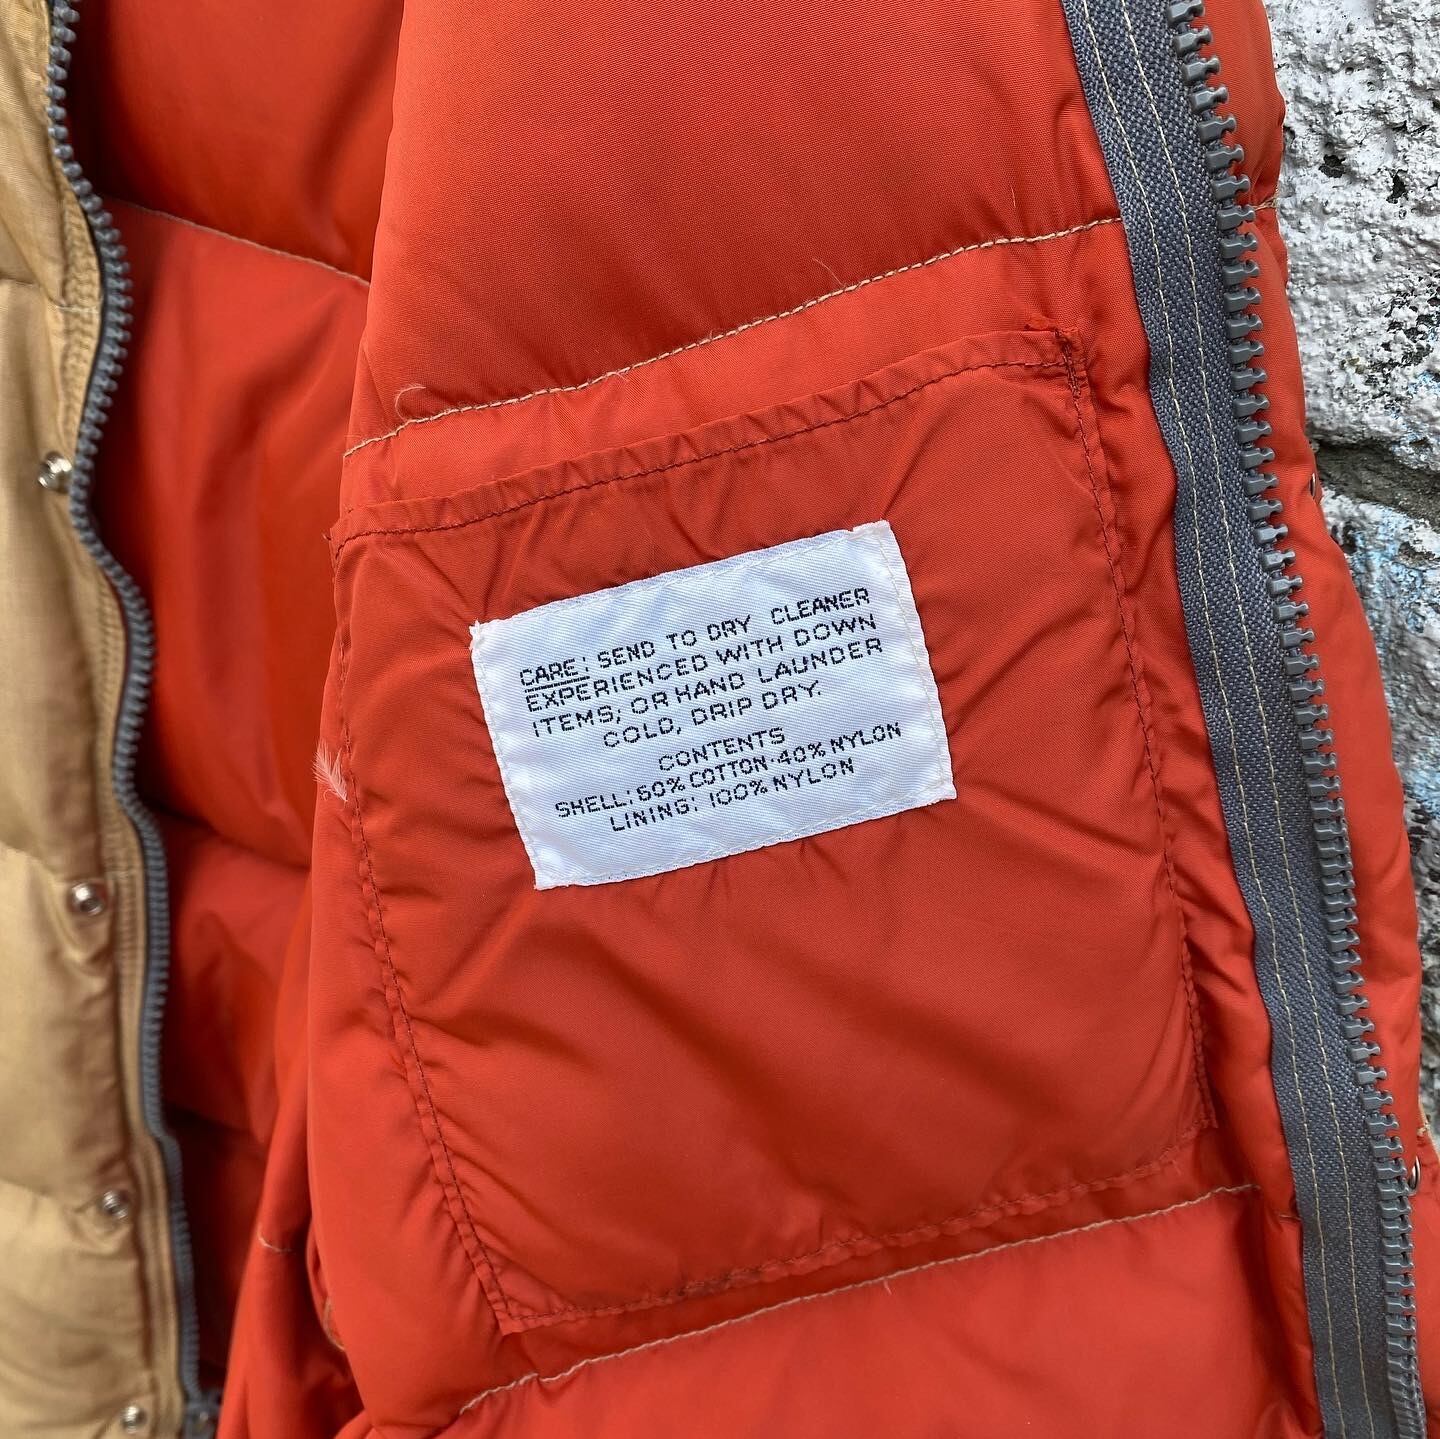 CARE: SEND TO DRY CLEANER
EXPERIENCED WITH DOWN
ITEMS, OR HAND LAUNDER
COLD, DRIP DRY.
CONTENTS
SHELL: 60% COTTON·40% NYLON
LINING: 100% NYLON